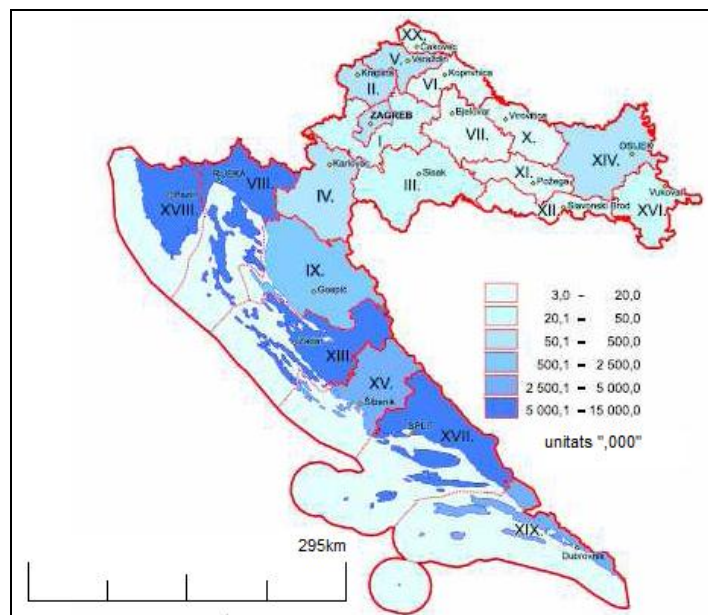 XX.
Čakovec
V.
Varaždin
Krapina
II.
VI.
Koprivnica
ZAGREB
I.
Bjelovar
VII.
Virovitica
X.
OSIJEK
XIV.
Karlovac
IV.
III.
Sisak
XI.
Požega
XII.
Slavonski Brod
Vukovar
XVI.
RIJEKA
VIII.
Pazin
XVIII.
IX.
Gospić
Zadar
XIII.
XV.
Šibenik
SPLIT
XVII.
XIX.
Dubrovnik
3,0 – 20,0
20,1 – 50,0
50,1 – 500,0
500,1 – 2 500,0
2 500,1 – 5 000,0
5 000,1 – 15 000,0
unitats ",000"
295km